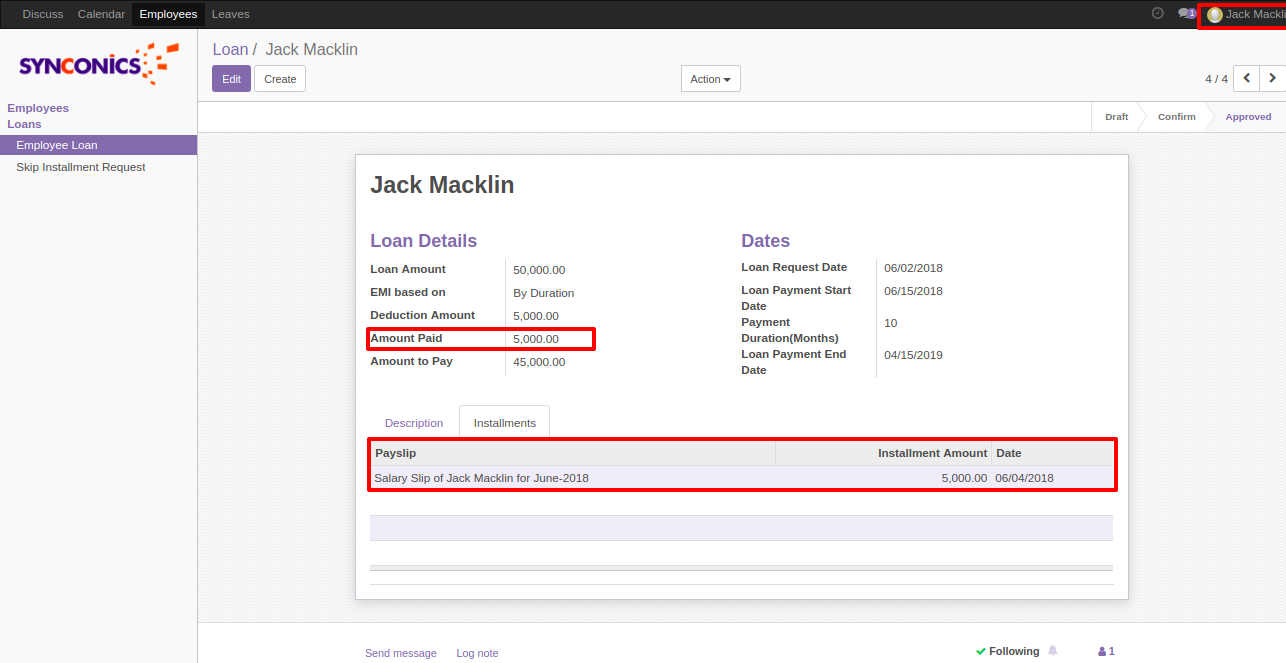 Discuss Calendar Employees Leaves 1 Jack Mackli
SYNCONICS
Loan / Jack Macklin
Edit Create Action 4 / 4
Employees
Loans
Employee Loan
Skip Installment Request
Draft Confirm Approved
Jack Macklin
Loan Details
Loan Amount 50,000.00
EMI based on By Duration
Deduction Amount 5,000.00
Amount Paid 5,000.00
Amount to Pay 45,000.00
Dates
Loan Request Date 06/02/2018
Loan Payment Start 06/15/2018
Date
Payment 10
Duration(Months)
Loan Payment End 04/15/2019
Date
Description Installments
Payslip Installment Amount Date
Salary Slip of Jack Macklin for June-2018 5,000.00 06/04/2018
Send message Log note Following 1